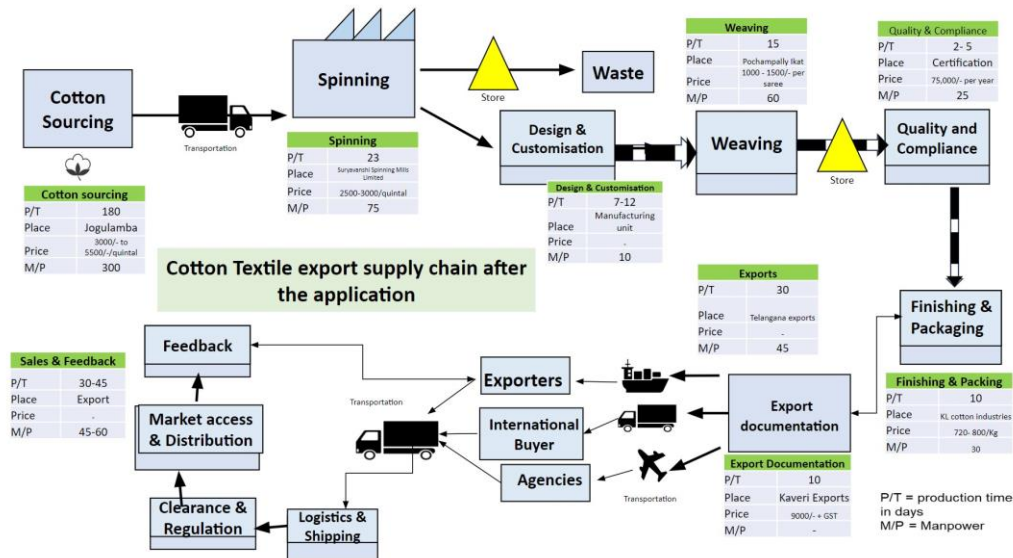 Cotton
Sourcing
Transportation
Spinning
Store
Waste
Design &
Customisation
Weaving
Store
Quality and
Compliance
Weaving
P/T 15
Place Pochampally Ikat
Price 1000 - 1500/- per
saree
M/P 60
Quality & Compliance
P/T 2- 5
Place Certification
Price 75,000/- per year
M/P 25
Spinning
P/T 23
Place Suryavanshi Spinning Mills
Limited
Price 2500-3000/quintal
M/P 75
Cotton sourcing
P/T 180
Place Jogulamba
Price 3000/- to
5500/-/quintal
M/P 300
Design & Customisation
P/T 7-12
Place Manufacturing
unit
Price -
M/P 10
Cotton Textile export supply chain after
the application
Exports
P/T 30
Place Telangana exports
Price -
M/P 45
Finishing &
Packaging
Finishing & Packing
P/T 10
Place KL cotton industries
Price 720- 800/Kg
M/P 30
Feedback
Sales & Feedback
P/T 30-45
Place Export
Price -
M/P 45-60
Market access
& Distribution
Clearance &
Regulation
Logistics &
Shipping
Transportation
Exporters
International
Buyer
Agencies
Transportation
Export
documentation
Export Documentation
P/T 10
Place Kaveri Exports
Price 9000/- + GST
M/P -
P/T = production time
in days
M/P = Manpower